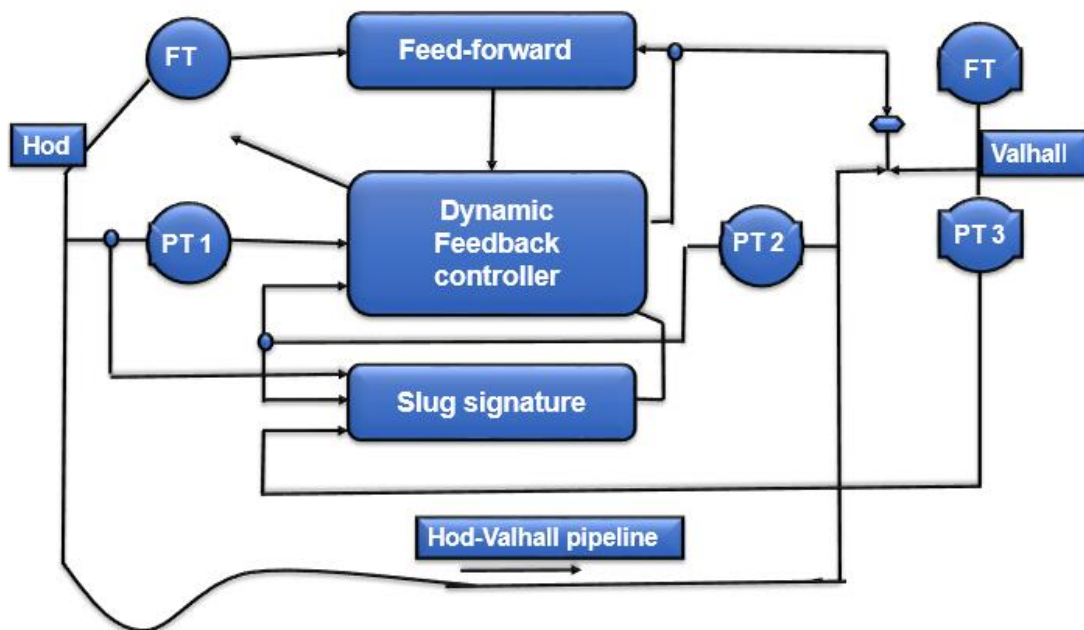 FT
Feed-forward
FT
Hod
Valhall
PT 1
Dynamic
Feedback
controller
PT 2
PT 3
Slug signature
Hod-Valhall pipeline